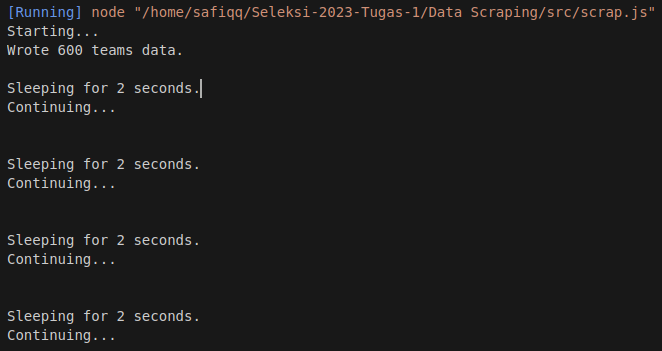 [Running] node "/home/safiqq/Seleksi-2023-Tugas-1/Data Scraping/src/scrap.js"
Starting...
Wrote 600 teams data.
Sleeping for 2 seconds.
Continuing...
Sleeping for 2 seconds.
Continuing...
Sleeping for 2 seconds.
Continuing...
Sleeping for 2 seconds.
Continuing...